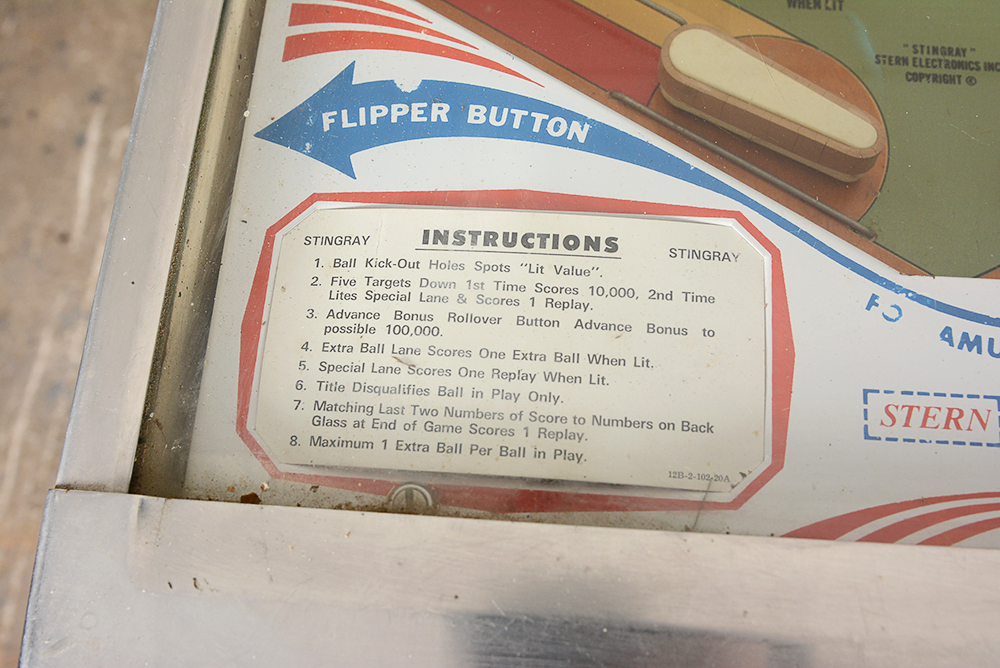 WHEN LIT
"STINGRAY"
STERN ELECTRONICS INC
COPYRIGHT ©
FLIPPER BUTTON
STINGRAY INSTRUCTIONS STINGRAY
1. Ball Kick-Out Holes Spots "Lit Value".
2. Five Targets Down 1st Time Scores 10,000, 2nd Time
Lites Special Lane & Scores 1 Replay.
3. Advance Bonus Rollover Button Advance Bonus to
possible 100,000.
4. Extra Ball Lane Scores One Extra Ball When Lit.
5. Special Lane Scores One Replay When Lit.
6. Title Disqualifies Ball in Play Only.
7. Matching Last Two Numbers of Score to Numbers on Back
Glass at End of Game Scores 1 Replay.
8. Maximum 1 Extra Ball Per Ball in Play.
12B-2-102-20A
AMU
STERN